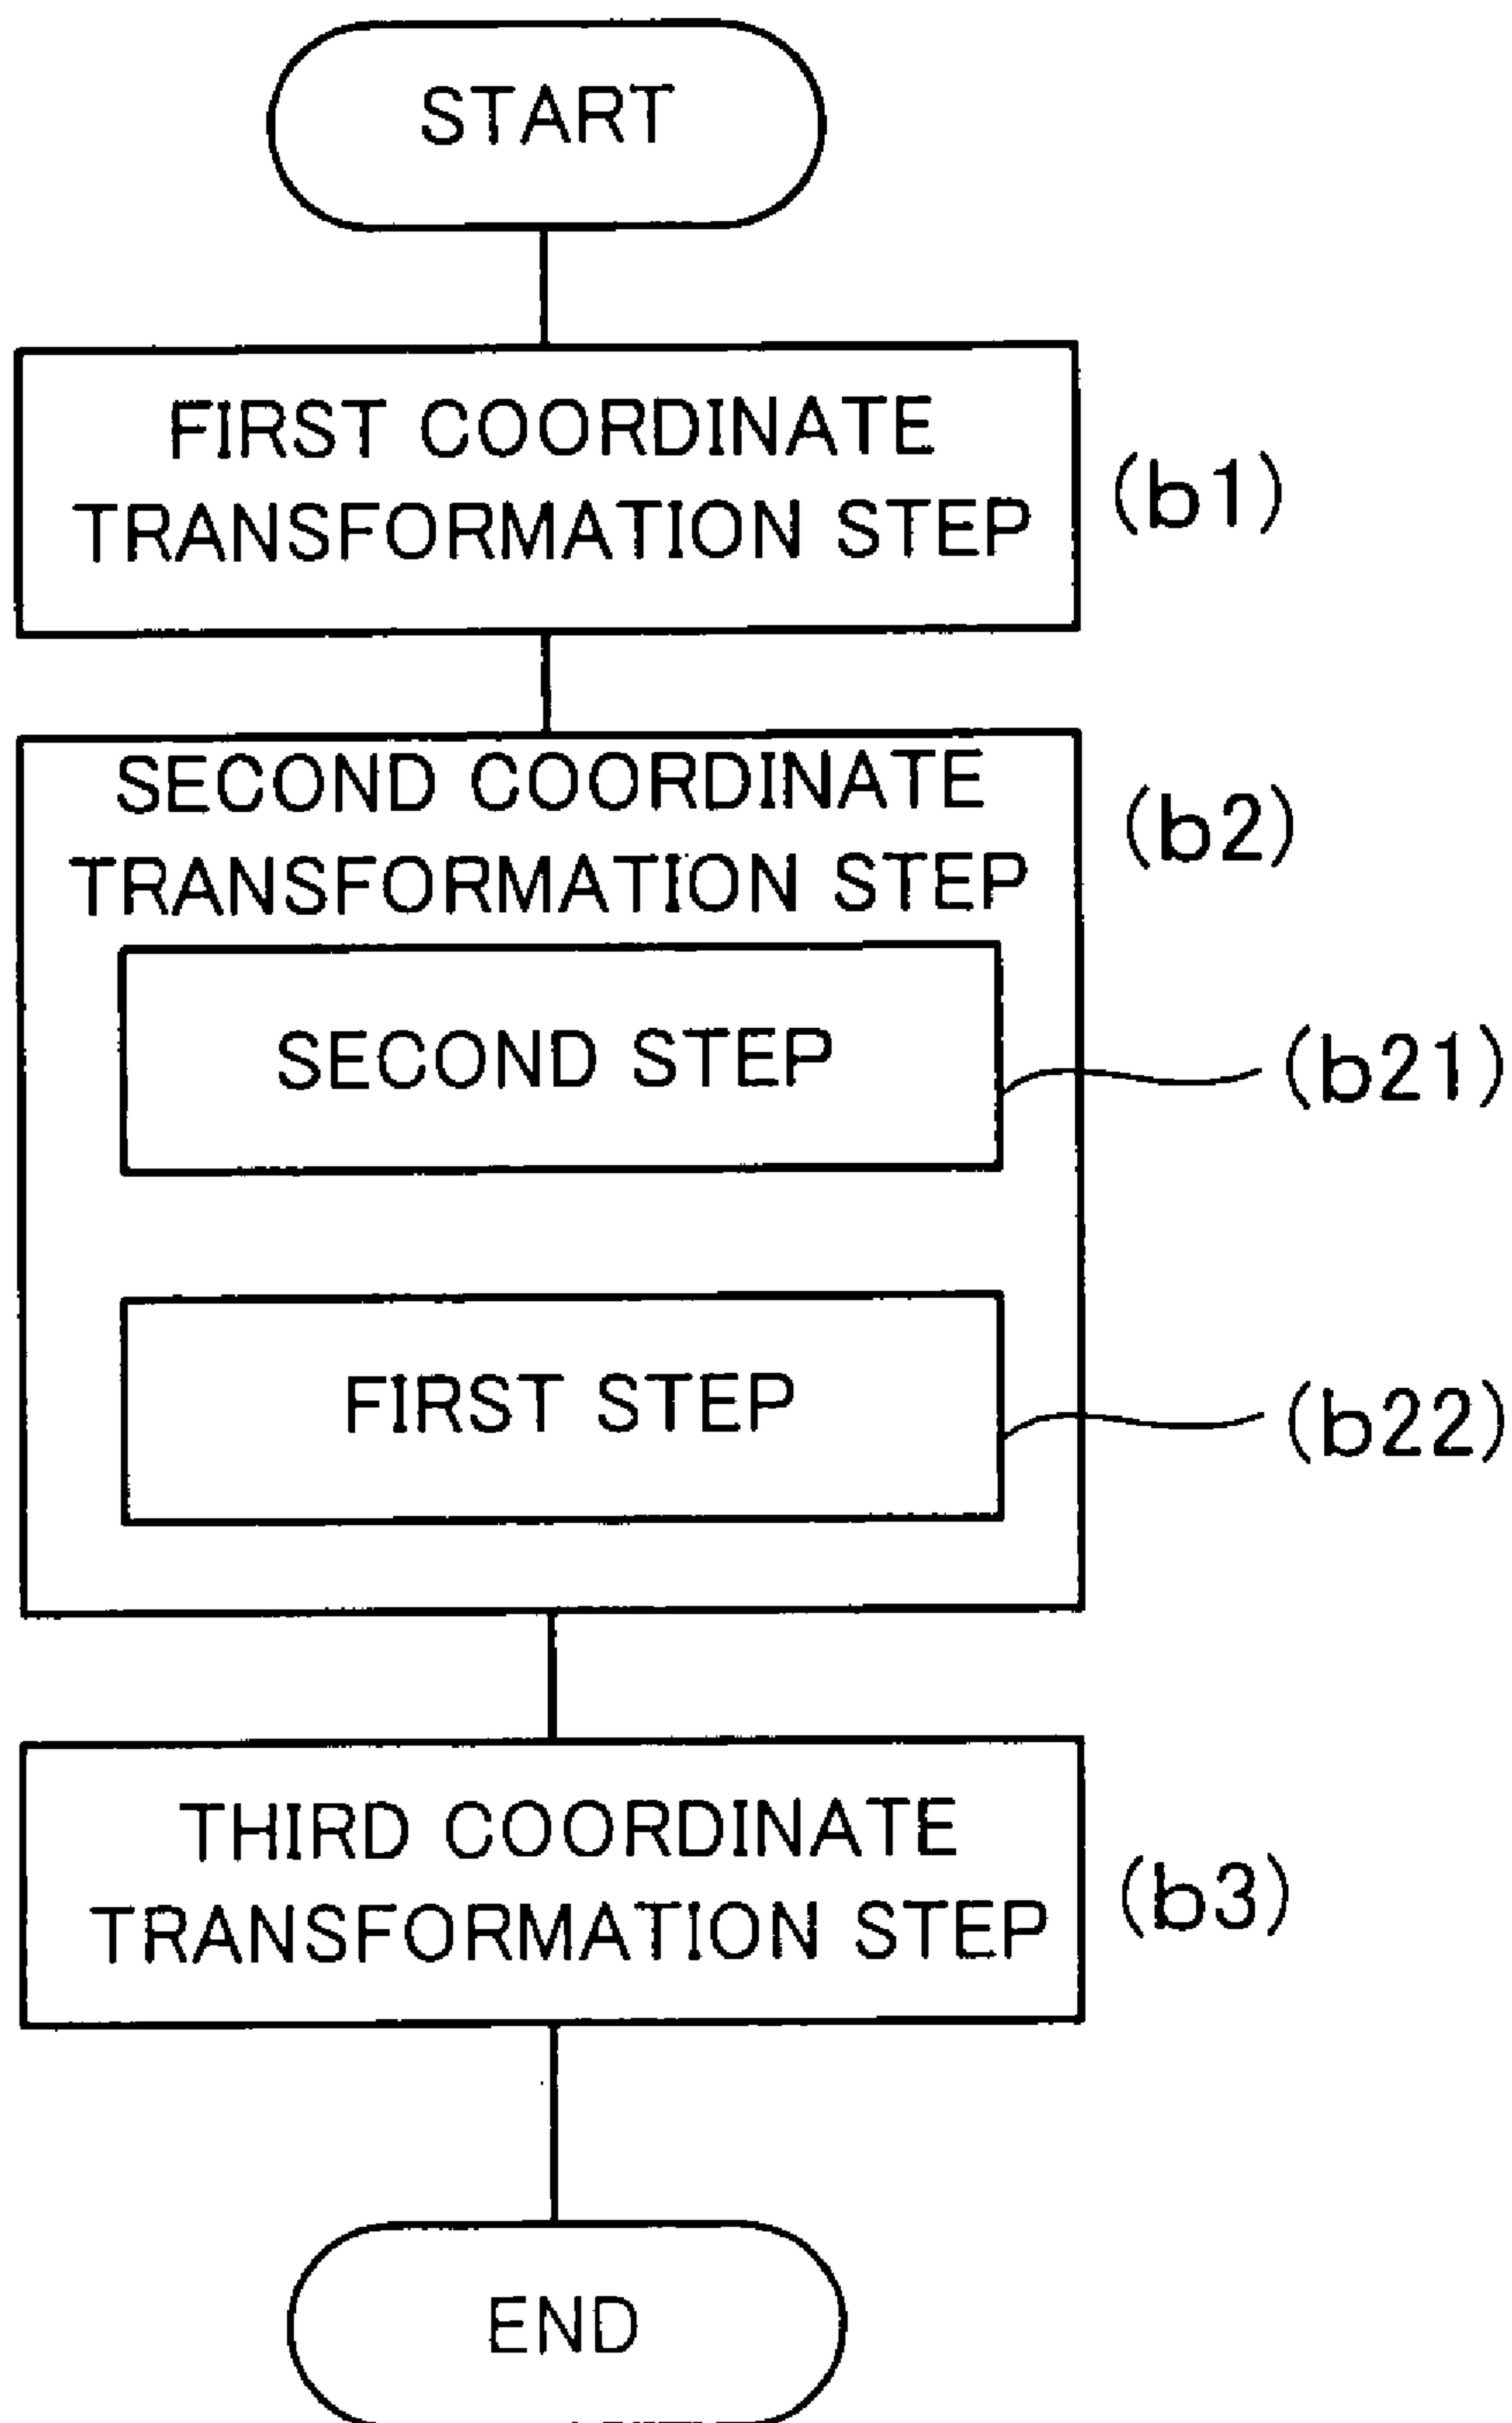 START
FIRST COORDINATE
TRANSFORMATION STEP
(b1)
SECOND COORDINATE
TRANSFORMATION STEP
(b2)
SECOND STEP
(b21)
FIRST STEP
(b22)
THIRD COORDINATE
TRANSFORMATION STEP
(b3)
END